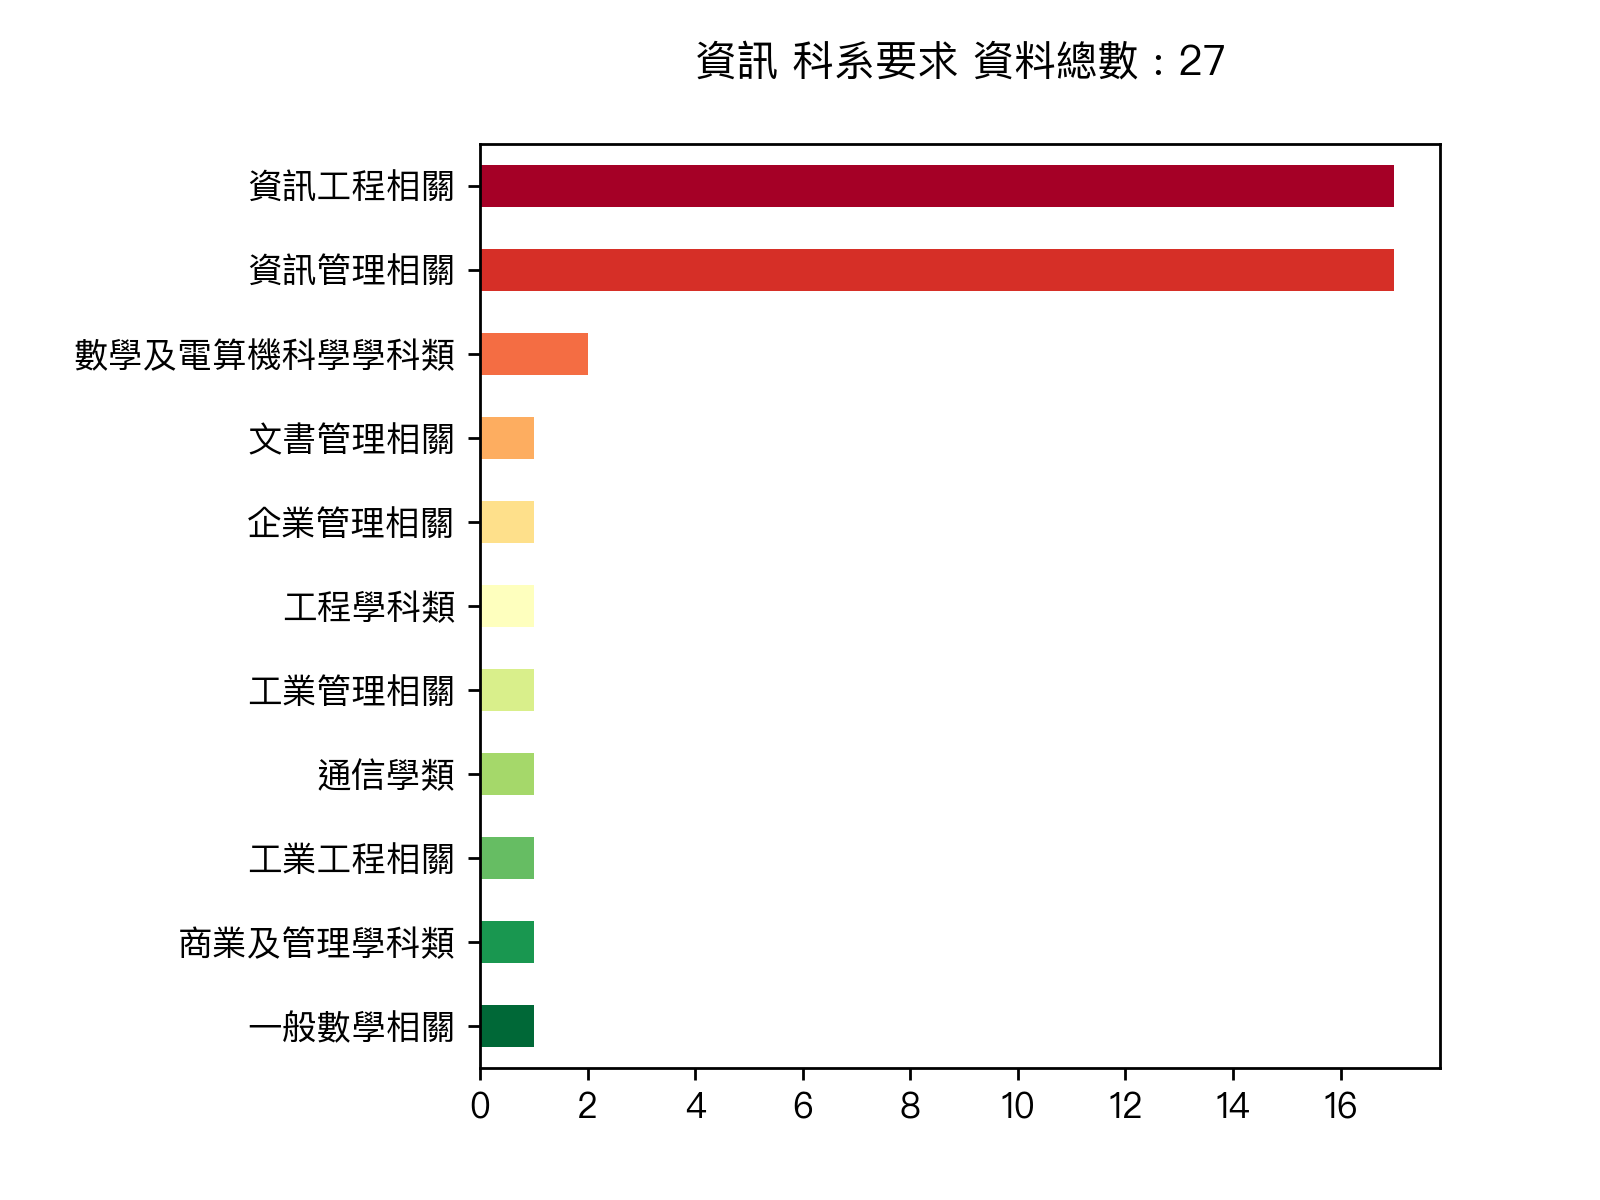 資訊 科系要求 資料總數 : 27
資訊工程相關
資訊管理相關
數學及電算機科學學科類
文書管理相關
企業管理相關
工程學科類
工業管理相關
通信學類
工業工程相關
商業及管理學科類
一般數學相關
0 2 4 6 8 10 12 14 16